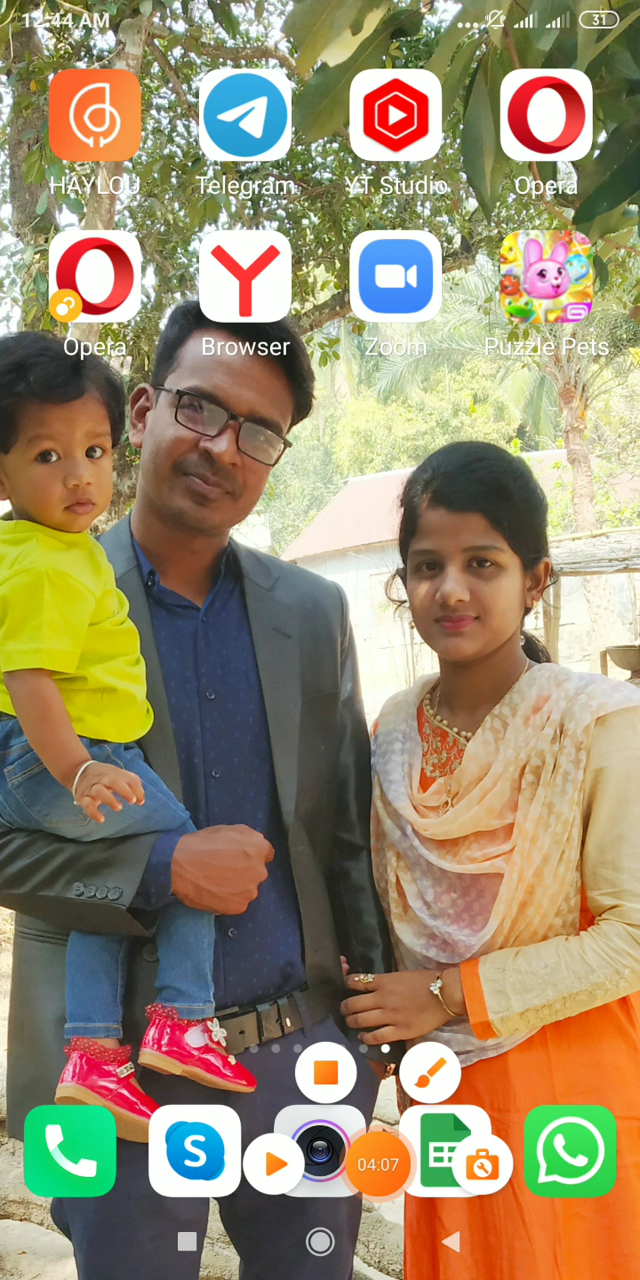 12:44 AM 31
HAYLOU Telegram YT Studio Opera
Opera Browser Zoom Puzzle Pets
04:07